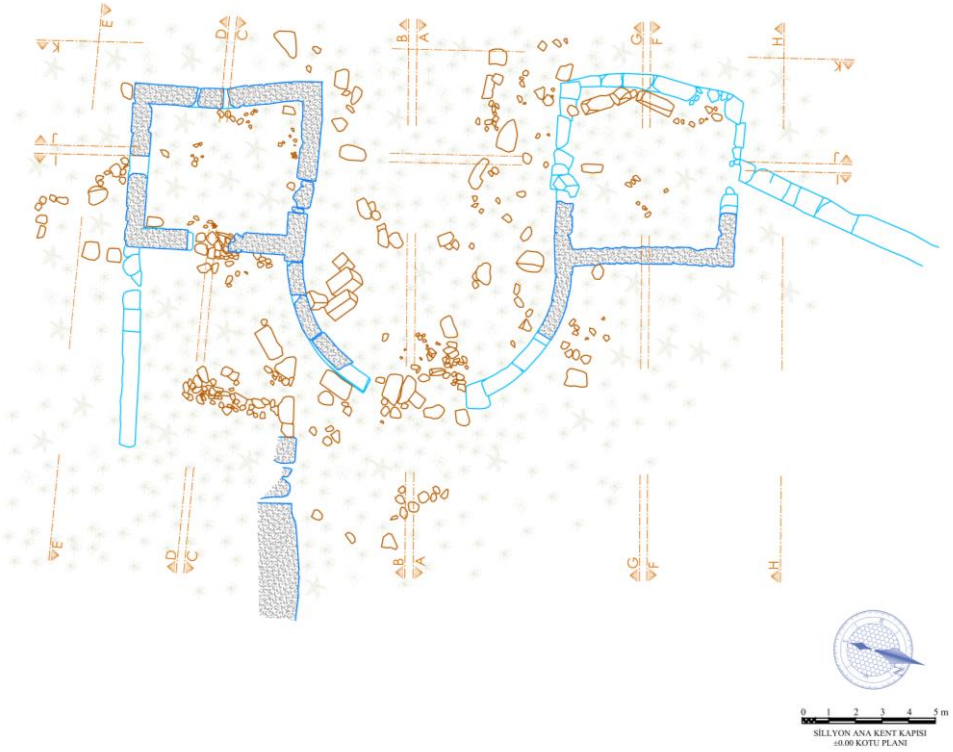 E
D
C
B
A
G
F
H
K
K
J
I
J
I
E
D
C
B
A
G
F
H
N
0 1 2 3 4 5 m
SİLLYON ANA KENT KAPISI
±0.00 KOTU PLANI